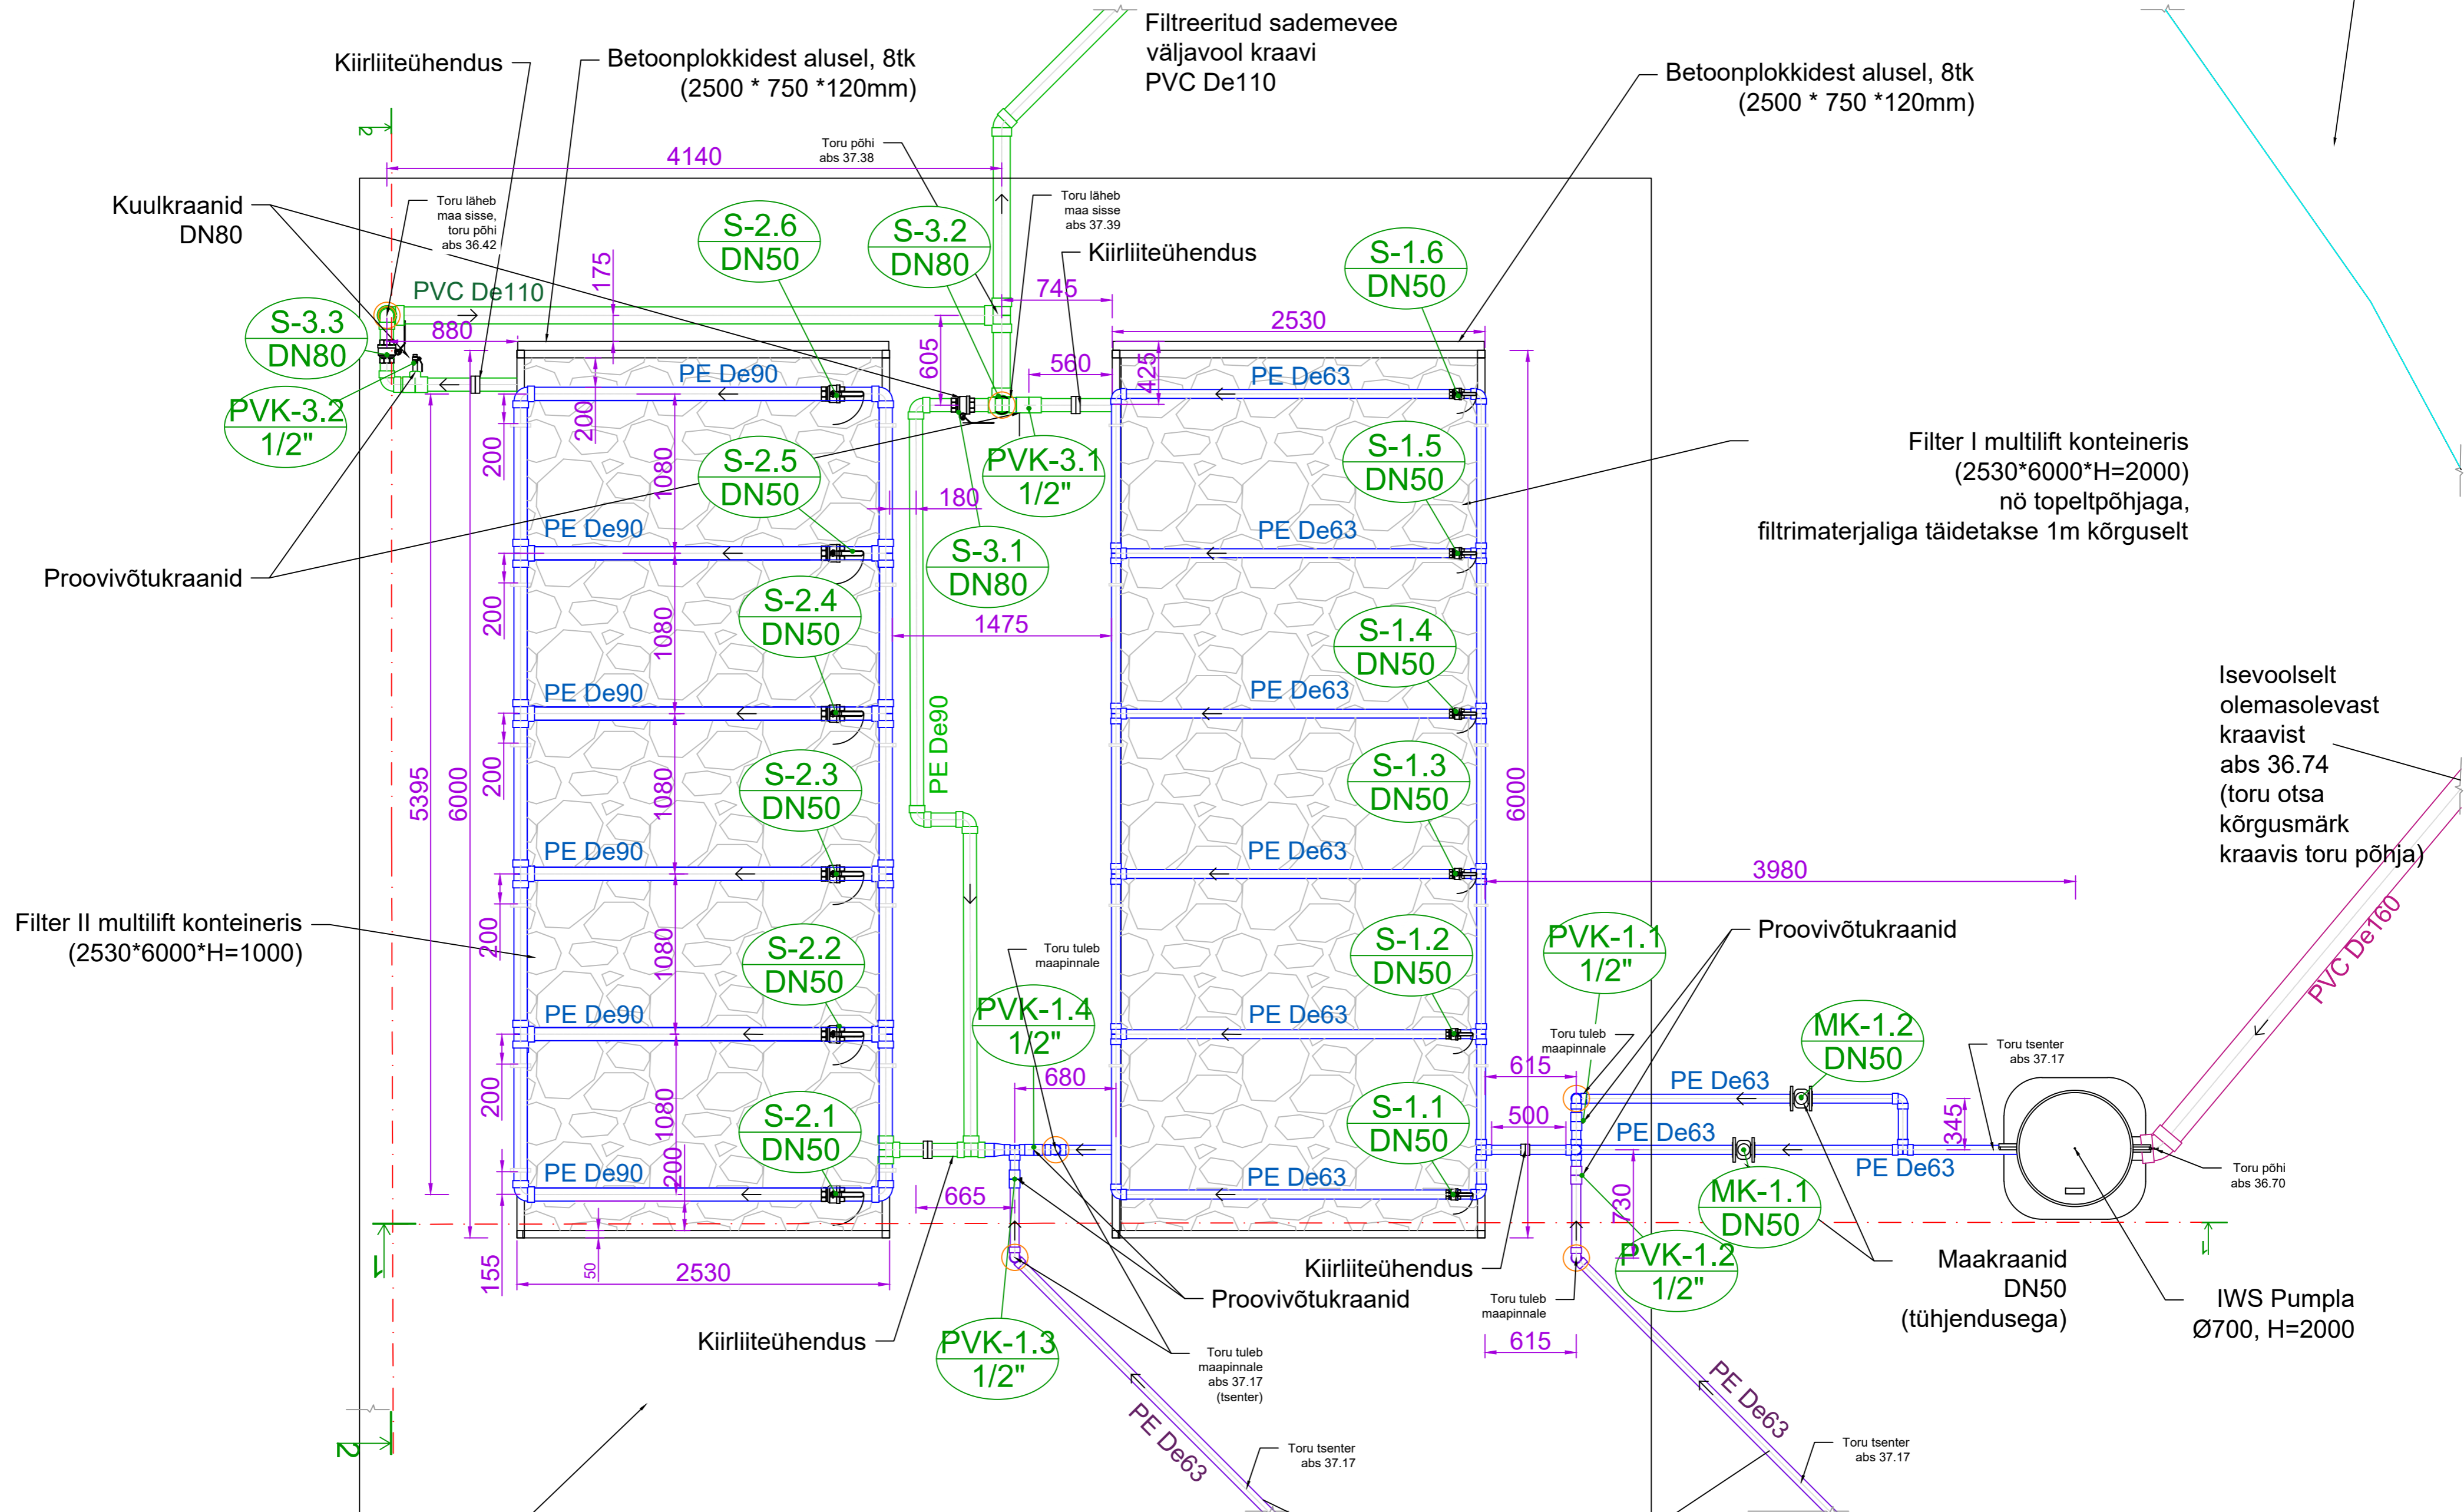 Filtreeritud sademevee
väljavool kraavi
PVC De110
Kiirliiteühendus
Betoonplokkidest alusel, 8tk
(2500 * 750 *120mm)
Betoonplokkidest alusel, 8tk
(2500 * 750 *120mm)
2
Toru põhi
abs 37.38
4140
Kuulkraanid
DN80
Toru läheb
maa sisse,
toru põhi
abs 36.42
Toru läheb
maa sisse
abs 37.39
S-2.6
DN50
S-3.2
DN80
Kiirliiteühendus
S-1.6
DN50
175
PVC De110
745
S-3.3
DN80
880
2530
605
560
425
PE De90
PE De63
PVK-3.2
1/2"
200
200
S-2.5
DN50
1080
PVK-3.1
1/2"
S-1.5
DN50
Filter I multilift konteineris
(2530*6000*H=2000)
nö topeltpõhjaga,
filtrimaterjaliga täidetakse 1m kõrguselt
180
PE De90
PE De63
S-3.1
DN80
Proovivõtukraanid
200
S-2.4
DN50
1080
1475
S-1.4
DN50
PE De90
PE De63
Isevoolselt
olemasolevast
kraavist
abs 36.74
(toru otsa
kõrgusmärk
kraavis toru põhja)
PE De90
200
5395
6000
S-2.3
DN50
1080
S-1.3
DN50
6000
PE De90
PE De63
3980
Filter II multilift konteineris
(2530*6000*H=1000)
200
S-2.2
DN50
1080
Toru tuleb
maapinnale
S-1.2
DN50
PVK-1.1
1/2"
Proovivõtukraanid
PVC De160
PE De90
PE De63
PVK-1.4
1/2"
Toru tuleb
maapinnale
MK-1.2
DN50
Toru tsenter
abs 37.17
200
680
615
PE De63
S-2.1
DN50
1080
S-1.1
DN50
500
PE De63
345
PE De63
PE De90
200
PE De63
665
730
MK-1.1
DN50
Toru põhi
abs 36.70
1
1
155
50
2530
Kiirliiteühendus
PVK-1.2
1/2"
Maakraanid
DN50
(tühjendusega)
Proovivõtukraanid
Toru tuleb
maapinnale
IWS Pumpla
Ø700, H=2000
Kiirliiteühendus
PVK-1.3
1/2"
615
Toru tuleb
maapinnale
abs 37.17
(tsenter)
2
PE De63
PE De63
Toru tsenter
abs 37.17
Toru tsenter
abs 37.17